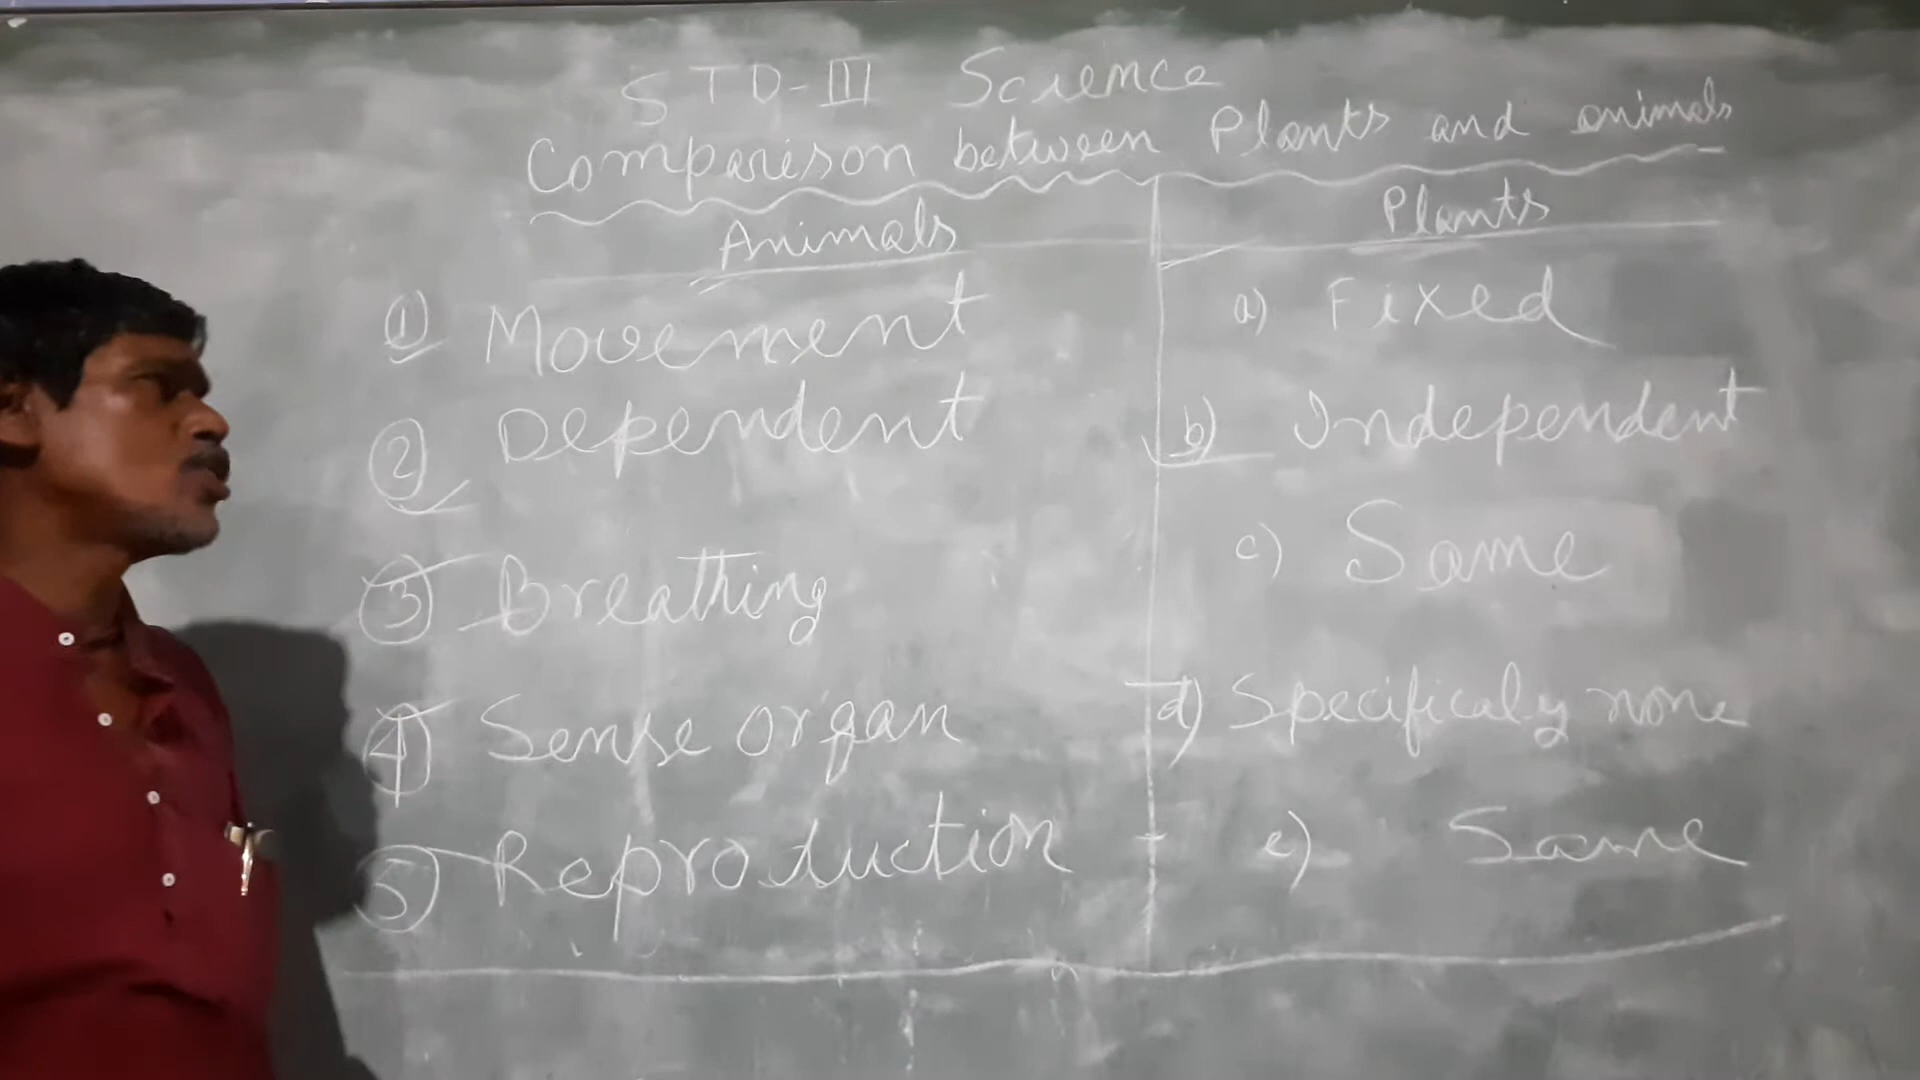 STD-III Science
Comparison between Plants and animals
Animals Plants
1) Movement a) Fixed
2) Dependent b) Independent
3) Breathing c) Same
4) Sense organ d) Specificaly none
5) Reproduction e) Same